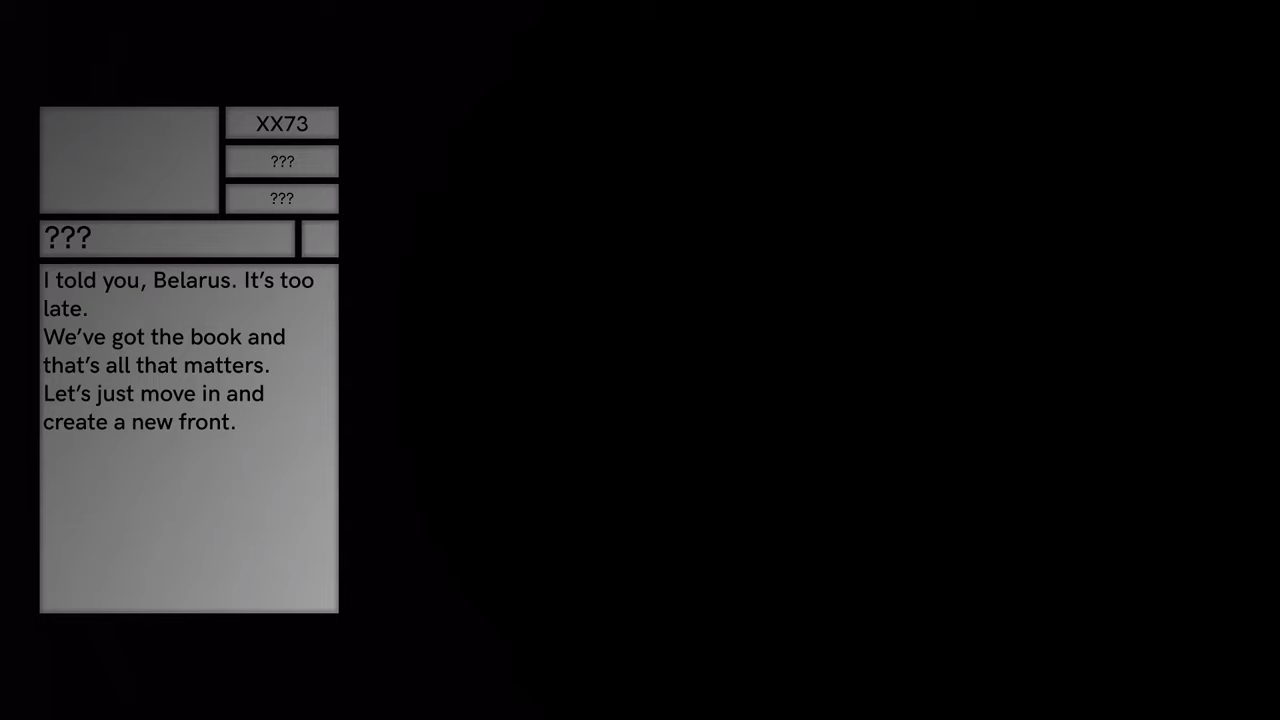 XX73
???
???
???
I told you, Belarus. It’s too
late.
We’ve got the book and
that’s all that matters.
Let’s just move in and
create a new front.